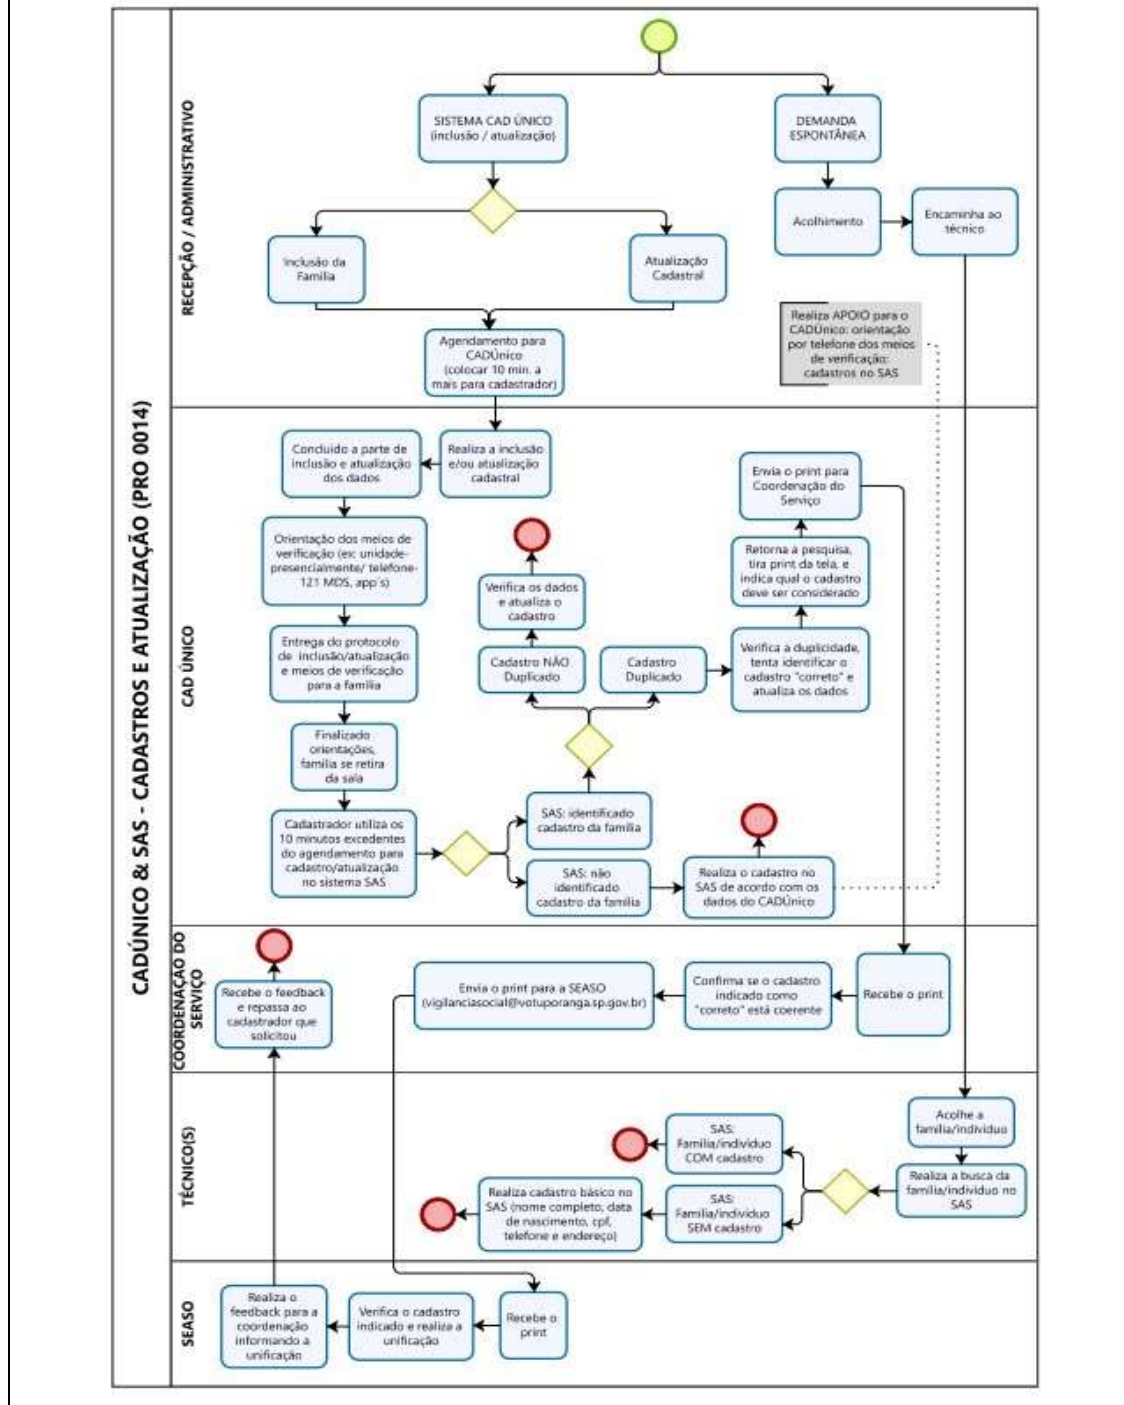 CADÚNICO & SAS - CADASTROS E ATUALIZAÇÃO (PRO 0014)
RECEPÇÃO / ADMINISTRATIVO
SISTEMA CAD ÚNICO
(inclusão / atualização)
DEMANDA
ESPONTÂNEA
Acolhimento
Encaminha ao
técnico
Inclusão da
Família
Atualização
Cadastral
Agendamento para
CADÚnico
(colocar 10 min. a
mais para cadastrador)
Realiza APOIO para o
CADÚnico: orientação
por telefone dos meios
de verificação;
cadastros no SAS
CAD ÚNICO
Concluido a parte de
inclusão e atualização
dos dados
Realiza a inclusão
e/ou atualização
cadastral
Orientação dos meios de
verificação (ex: unidade-
presencialmente/ telefone-
121 MDS, app´s)
Entrega do protocolo
de inclusão/atualização
e meios de verificação
para a família
Finalizado
orientações,
família se retira
da sala
Cadastrador utiliza os
10 minutos excedentes
do agendamento para
cadastro/atualização
no sistema SAS
SAS: identificado
cadastro da família
SAS: não
identificado
cadastro da família
Realiza o cadastro no
SAS de acordo com os
dados do CADÚnico
Cadastro NÃO
Duplicado
Verifica os dados
e atualiza o
cadastro
Cadastro
Duplicado
Verifica a duplicidade,
tenta identificar o
cadastro "correto" e
atualiza os dados
Retorna a pesquisa,
tira print da tela, e
indica qual o cadastro
deve ser considerado
Envia o print para
Coordenação do
Serviço
COORDENAÇÃO DO
SERVIÇO
Recebe o print
Confirma se o cadastro
indicado como
"correto" está coerente
Envia o print para a SEASO
(vigilanciasocial@votuporanga.sp.gov.br)
Recebe o feedback
e repassa ao
cadastrador que
solicitou
TÉCNICO(S)
Acolhe a
família/individuo
Realiza a busca da
família/individuo no
SAS
SAS:
Família/indivíduo
COM cadastro
SAS:
Família/indivíduo
SEM cadastro
Realiza cadastro básico no
SAS (nome completo, data
de nascimento, cpf,
telefone e endereço)
SEASO
Recebe o
print
Verifica o cadastro
indicado e realiza a
unificação
Realiza o
feedback para a
coordenação
informando a
unificação